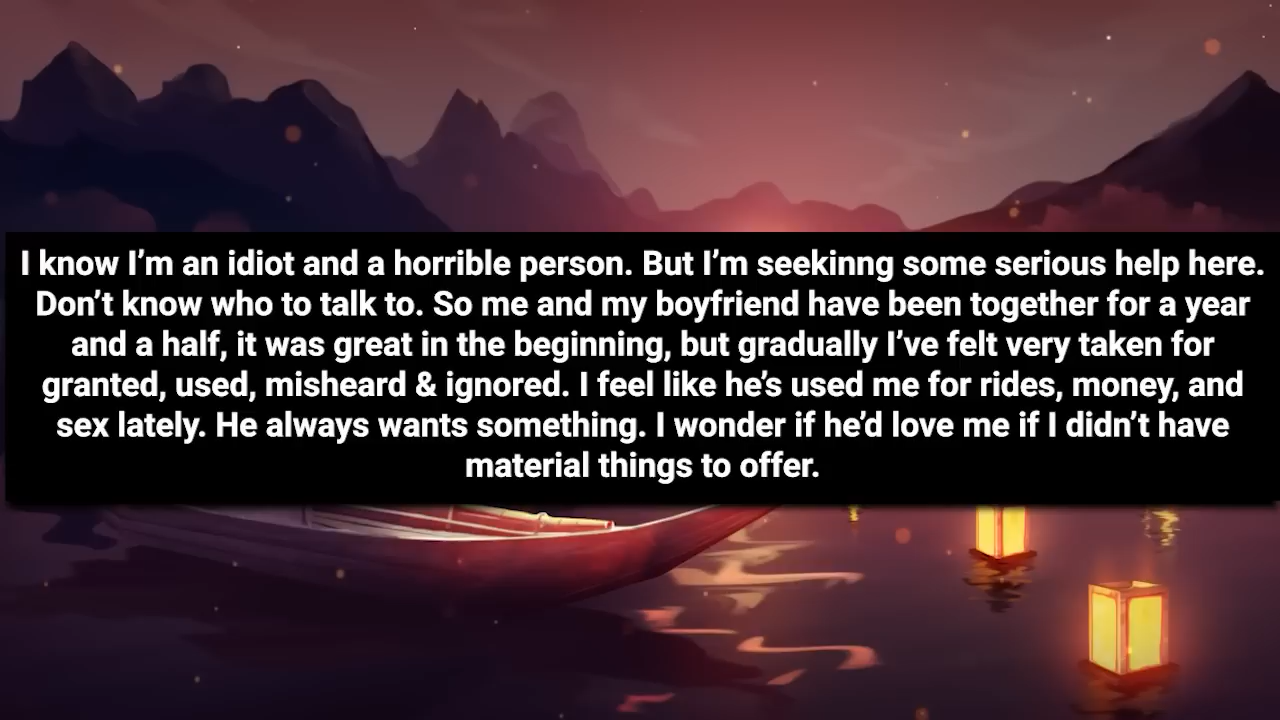 I know I’m an idiot and a horrible person. But I’m seekinng some serious help here.
Don’t know who to talk to. So me and my boyfriend have been together for a year
and a half, it was great in the beginning, but gradually I’ve felt very taken for
granted, used, misheard & ignored. I feel like he’s used me for rides, money, and
sex lately. He always wants something. I wonder if he’d love me if I didn’t have
material things to offer.